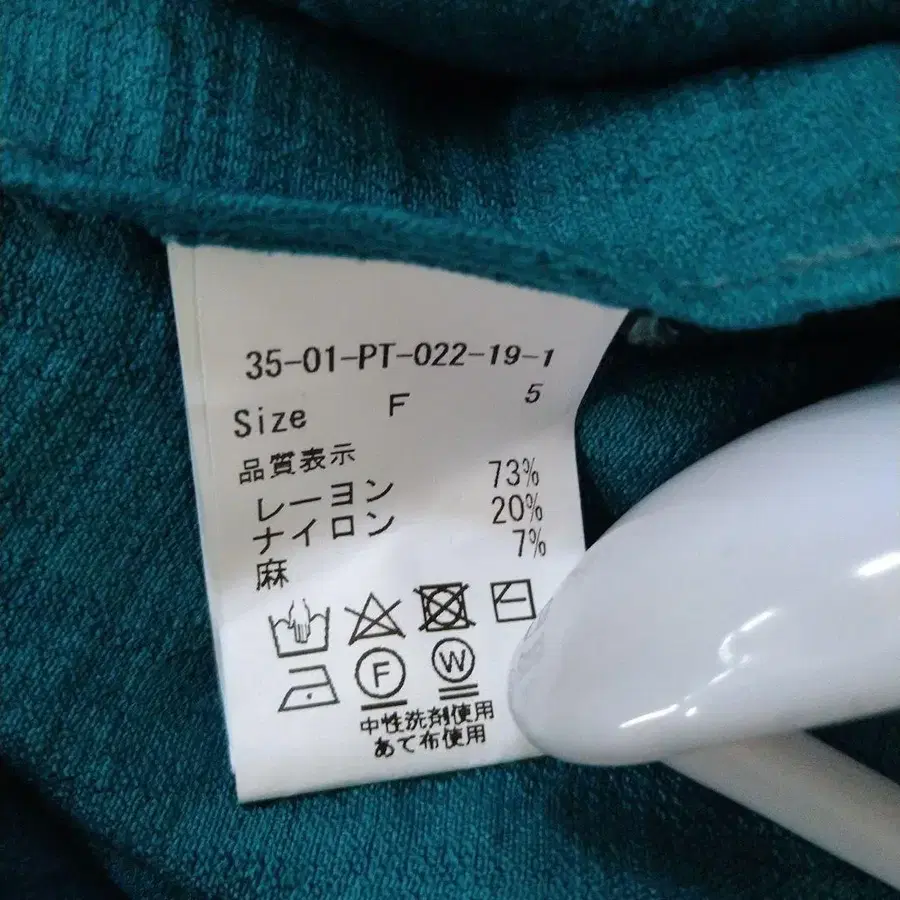 35-01-PT-022-19-1
Size F 5
品質表示
レーヨン 73%
ナイロン 20%
麻 7%
F W
中性洗剤使用
あて布使用